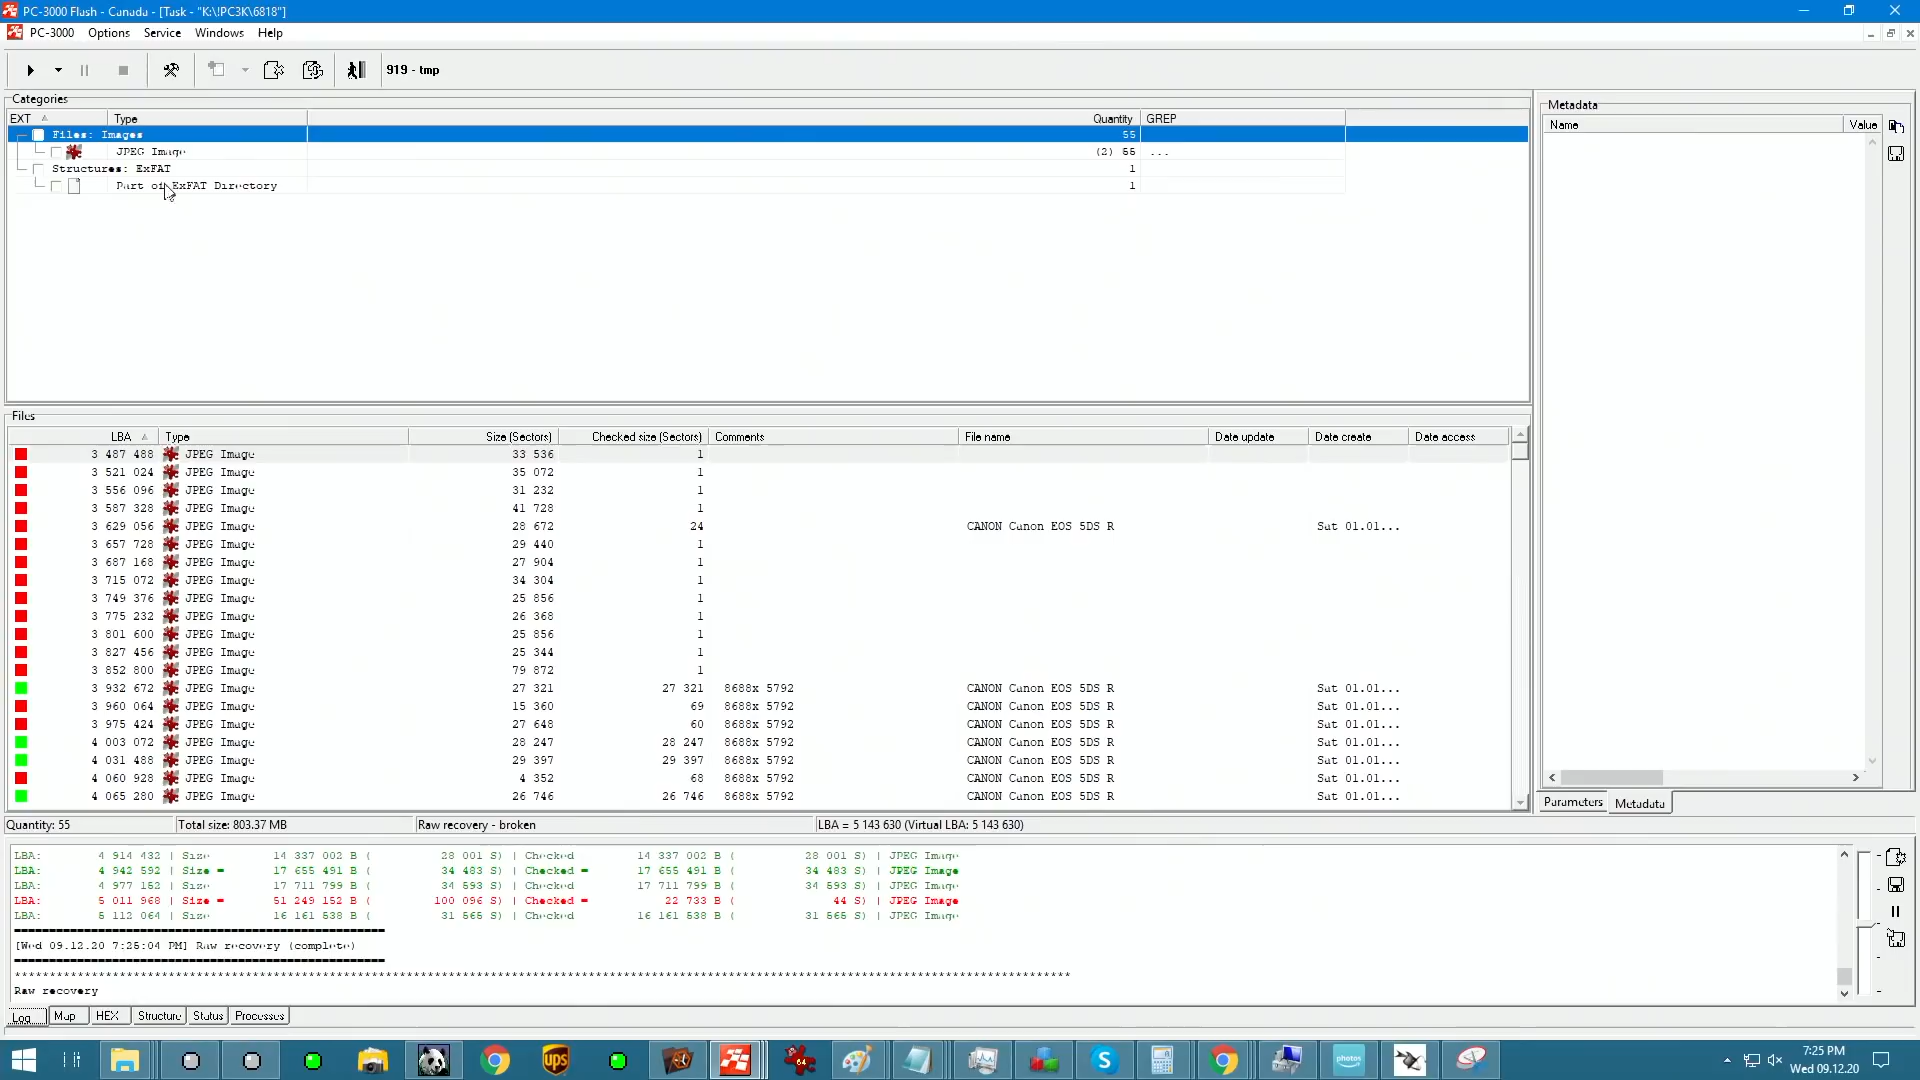 PC-3000 Flash - Canada - [Task - "K:\!PC3K\6818"]
PC-3000 Options Service Windows Help
919 - tmp
Categories
EXT Type Quantity GREP
Files: Images 55
JPEG Image (2) 55 ...
Structures: ExFAT 1
Part of ExFAT Directory 1
Metadata
Name Value
Files
LBA Type Size (Sectors) Checked size (Sectors) Comments File name Date update Date create Date access
3 487 488 JPEG Image 33 536 1
3 521 024 JPEG Image 35 072 1
3 556 096 JPEG Image 31 232 1
3 587 328 JPEG Image 41 728 1
3 629 056 JPEG Image 28 672 24 CANON Canon EOS 5DS R Sat 01.01...
3 657 728 JPEG Image 29 440 1
3 687 168 JPEG Image 27 904 1
3 715 072 JPEG Image 34 304 1
3 749 376 JPEG Image 25 856 1
3 775 232 JPEG Image 26 368 1
3 801 600 JPEG Image 25 856 1
3 827 456 JPEG Image 25 344 1
3 852 800 JPEG Image 79 872 1
3 932 672 JPEG Image 27 321 27 321 8688x 5792 CANON Canon EOS 5DS R Sat 01.01...
3 960 064 JPEG Image 15 360 69 8688x 5792 CANON Canon EOS 5DS R Sat 01.01...
3 975 424 JPEG Image 27 648 60 8688x 5792 CANON Canon EOS 5DS R Sat 01.01...
4 003 072 JPEG Image 28 247 28 247 8688x 5792 CANON Canon EOS 5DS R Sat 01.01...
4 031 488 JPEG Image 29 397 29 397 8688x 5792 CANON Canon EOS 5DS R Sat 01.01...
4 060 928 JPEG Image 4 352 68 8688x 5792 CANON Canon EOS 5DS R Sat 01.01...
4 065 280 JPEG Image 26 746 26 746 8688x 5792 CANON Canon EOS 5DS R Sat 01.01...
Parameters Metadata
Quantity: 55 Total size: 803.37 MB Raw recovery - broken LBA = 5 143 630 (Virtual LBA: 5 143 630)
LBA: 4 914 432 | Size 14 337 002 B ( 28 001 S) | Checked 14 337 002 B ( 28 001 S) | JPEG Image
LBA: 4 942 592 | Size = 17 655 491 B ( 34 483 S) | Checked = 17 655 491 B ( 34 483 S) | JPEG Image
LBA: 4 977 152 | Size 17 711 799 B ( 34 593 S) | Checked 17 711 799 B ( 34 593 S) | JPEG Image
LBA: 5 011 968 | Size = 51 249 152 B ( 100 096 S) | Checked = 22 733 B ( 44 S) | JPEG Image
LBA: 5 112 064 | Size 16 161 538 B ( 31 565 S) | Checked 16 161 538 B ( 31 565 S) | JPEG Image
[Wed 09.12.20 7:25:04 PM] Raw recovery (complete)
Raw recovery
Log Map HEX Structure Status Processes
ups
64
photos
7:25 PM
Wed 09.12.20